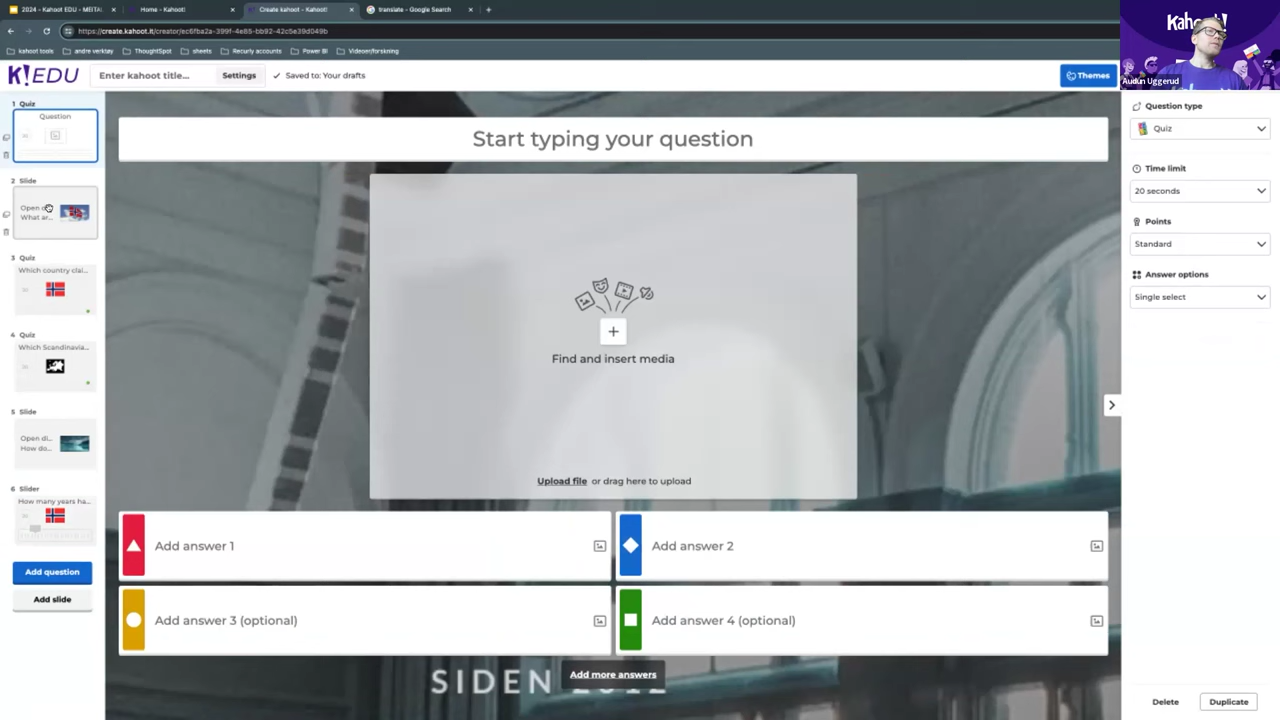 2024 - Kahoot EDU - MEITAL
Home - Kahoot!
Create kahoot - Kahoot!
translate - Google Search
https://create.kahoot.it/creator/ec6fba2a-399f-4e85-bb92-42c5e39d049b
kahoot tools
andre verktøy
ThoughtSpot
sheets
Recurly accounts
Power BI
Videoer/forskning
Kahoot!
Audun Uggerud
K!EDU
Enter kahoot title...
Settings
Saved to: Your drafts
Themes
1 Quiz
Question
2 Slide
Open d...
What ar...
3 Quiz
Which country clai...
4 Quiz
Which Scandinavia...
5 Slide
Open di...
How do...
6 Slider
How many years ha...
Add question
Add slide
Start typing your question
Find and insert media
Upload file or drag here to upload
Add answer 1
Add answer 2
Add answer 3 (optional)
Add answer 4 (optional)
Add more answers
SIDEN
Question type
Quiz
Time limit
20 seconds
Points
Standard
Answer options
Single select
Delete
Duplicate